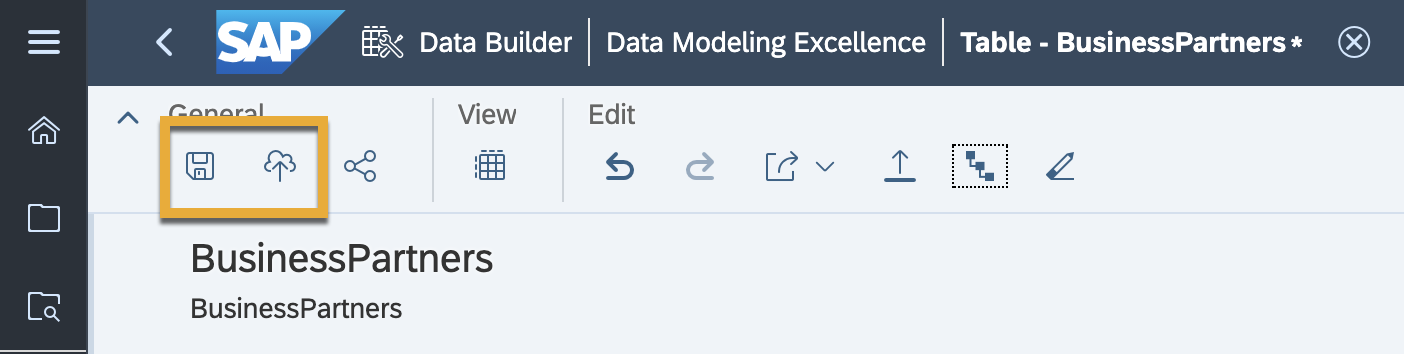 SAP Data Builder Data Modeling Excellence Table - BusinessPartners*
General View Edit
BusinessPartners
BusinessPartners